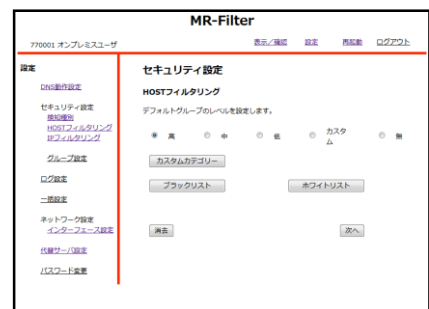 MR-Filter
770001 オンプレミスユーザ
表示/確認 設定 再起動 ログアウト
設定
DNS動作設定
セキュリティ設定
検知種別
HOSTフィルタリング
IPフィルタリング
グループ設定
ログ設定
一括設定
ネットワーク設定
インターフェース設定
代替サーバ設定
パスワード変更
セキュリティ設定
HOSTフィルタリング
デフォルトグループのレベルを設定します。
高 中 低 カスタム 無
カスタムカテゴリー
ブラックリスト ホワイトリスト
消去 次へ